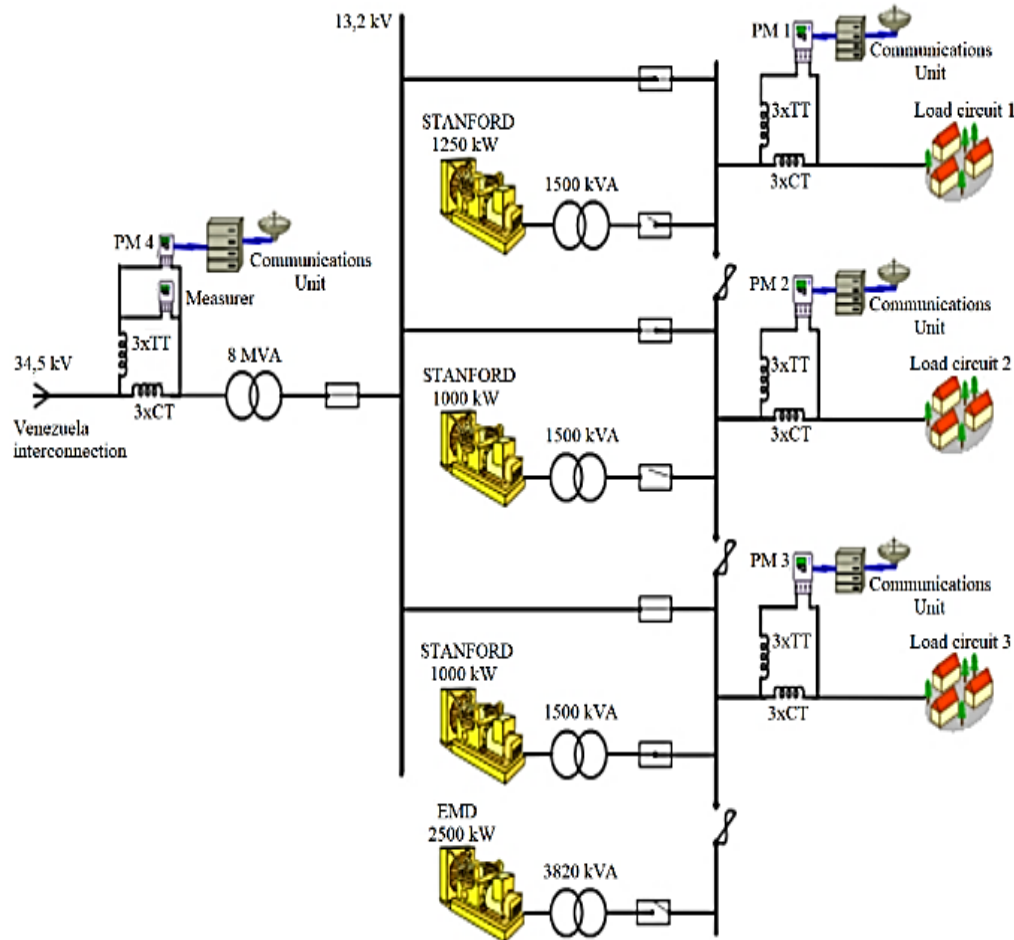 13,2 kV
PM 1
Communications
Unit
3xTT
3xCT
Load circuit 1
STANFORD
1250 kW
1500 kVA
PM 4
Communications
Unit
Measurer
3xTT
34,5 kV
3xCT
8 MVA
Venezuela
interconnection
PM 2
Communications
Unit
3xTT
3xCT
Load circuit 2
STANFORD
1000 kW
1500 kVA
PM 3
Communications
Unit
3xTT
3xCT
Load circuit 3
STANFORD
1000 kW
1500 kVA
EMD
2500 kW
3820 kVA